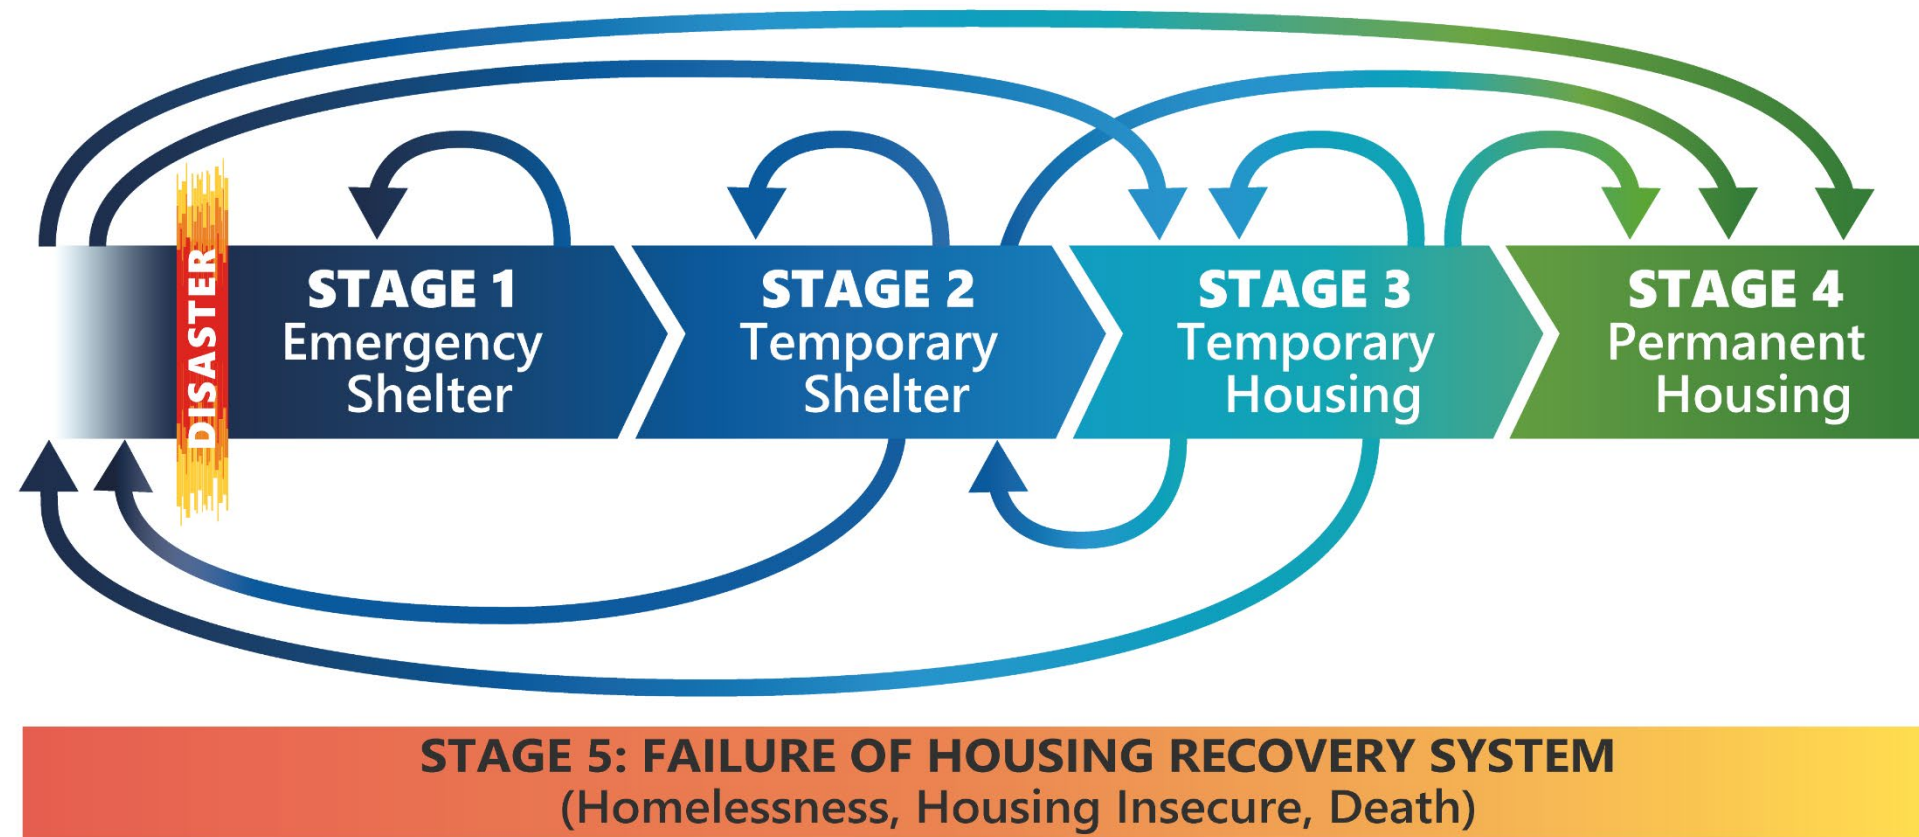 DISASTER
STAGE 1
Emergency
Shelter
STAGE 2
Temporary
Shelter
STAGE 3
Temporary
Housing
STAGE 4
Permanent
Housing
STAGE 5: FAILURE OF HOUSING RECOVERY SYSTEM
(Homelessness, Housing Insecure, Death)